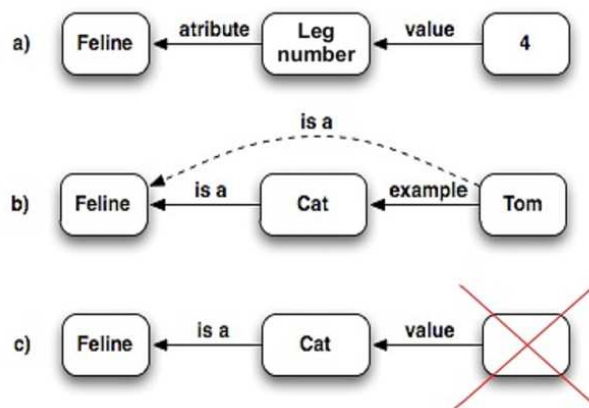 a) Feline atribute Leg number value 4
is a
b) Feline is a Cat example Tom
c) Feline is a Cat value